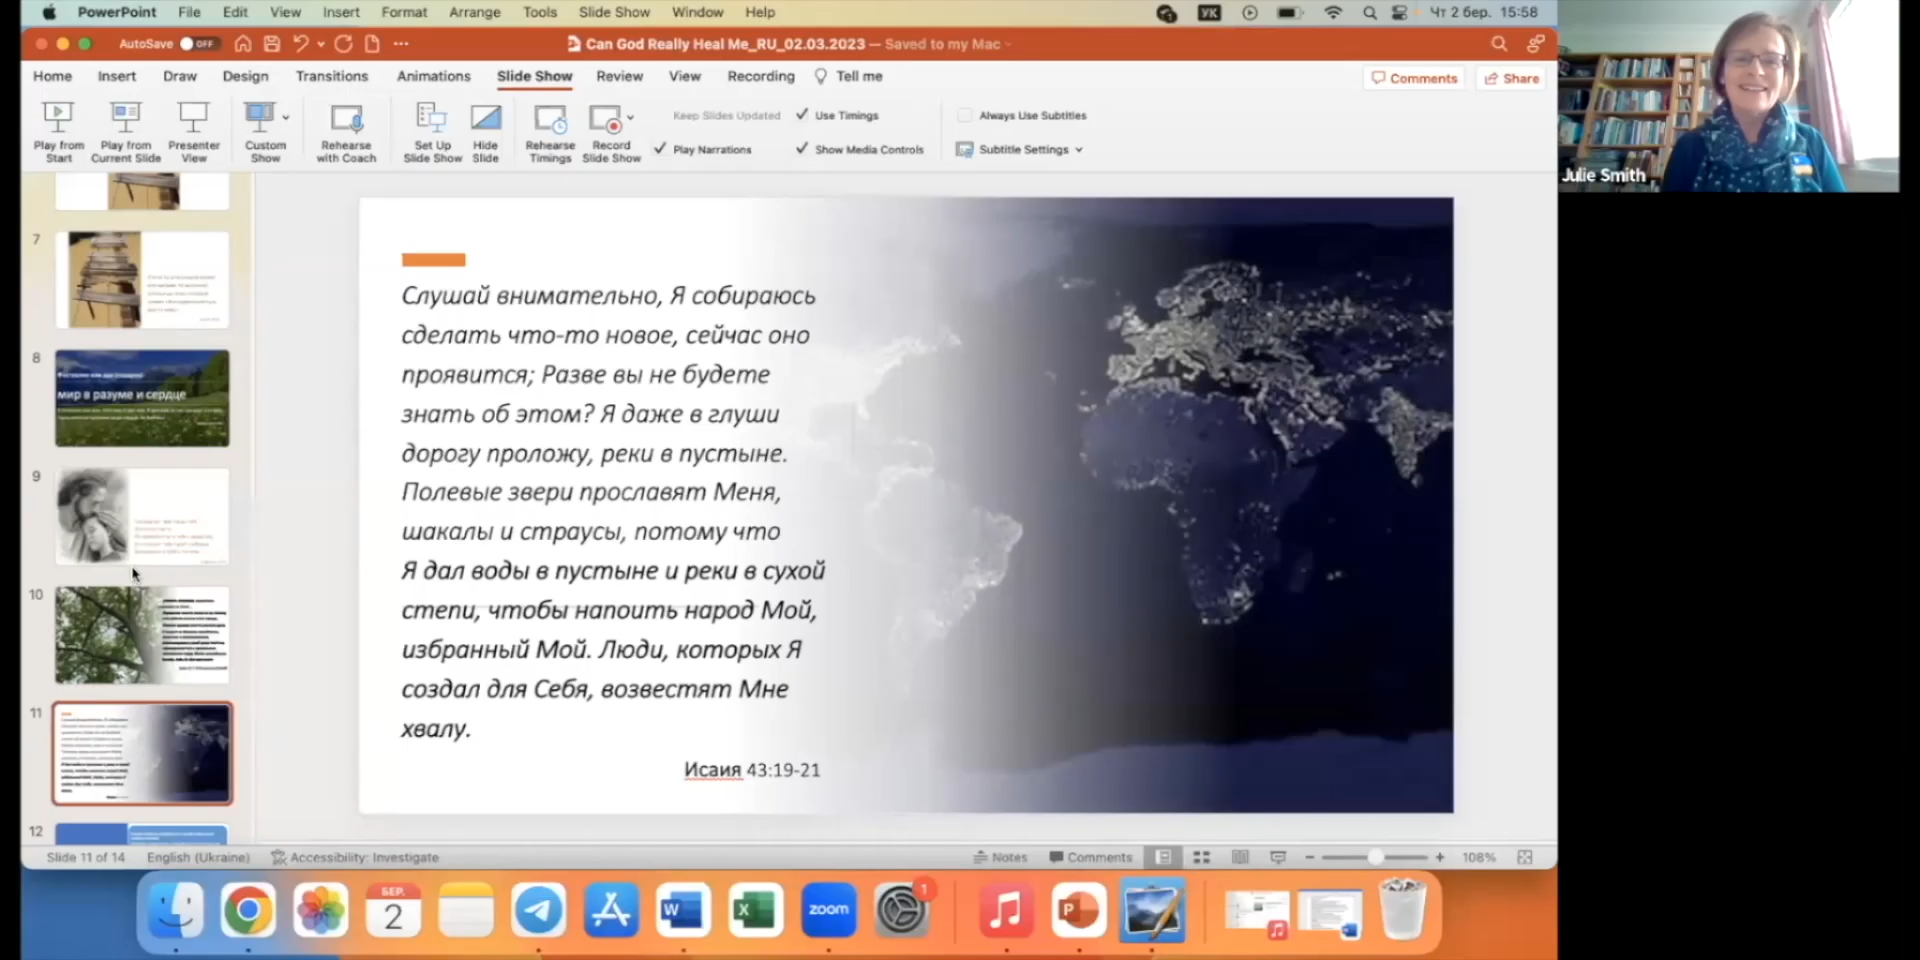 PowerPoint File Edit View Insert Format Arrange Tools Slide Show Window Help УК Чт 2 бер. 15:58
AutoSave OFF Can God Really Heal Me_RU_02.03.2023 — Saved to my Mac
Home Insert Draw Design Transitions Animations Slide Show Review View Recording Tell me Comments Share
Play from Start
Play from Current Slide
Presenter View
Custom Show
Rehearse with Coach
Set Up Slide Show
Hide Slide
Rehearse Timings
Record Slide Show
Keep Slides Updated
Use Timings
Play Narrations
Show Media Controls
Always Use Subtitles
Subtitle Settings
Julie Smith
7
8
мир в разуме и сердце
9
10
11
12
Слушай внимательно, Я собираюсь
сделать что-то новое, сейчас оно
проявится; Разве вы не будете
знать об этом? Я даже в глуши
дорогу проложу, реки в пустыне.
Полевые звери прославят Меня,
шакалы и страусы, потому что
Я дал воды в пустыне и реки в сухой
степи, чтобы напоить народ Мой,
избранный Мой. Люди, которых Я
создал для Себя, возвестят Мне
хвалу.
Исаия 43:19-21
Slide 11 of 14 English (Ukraine) Accessibility: Investigate Notes Comments 108%
SEP.
2
W
X
zoom
1
P